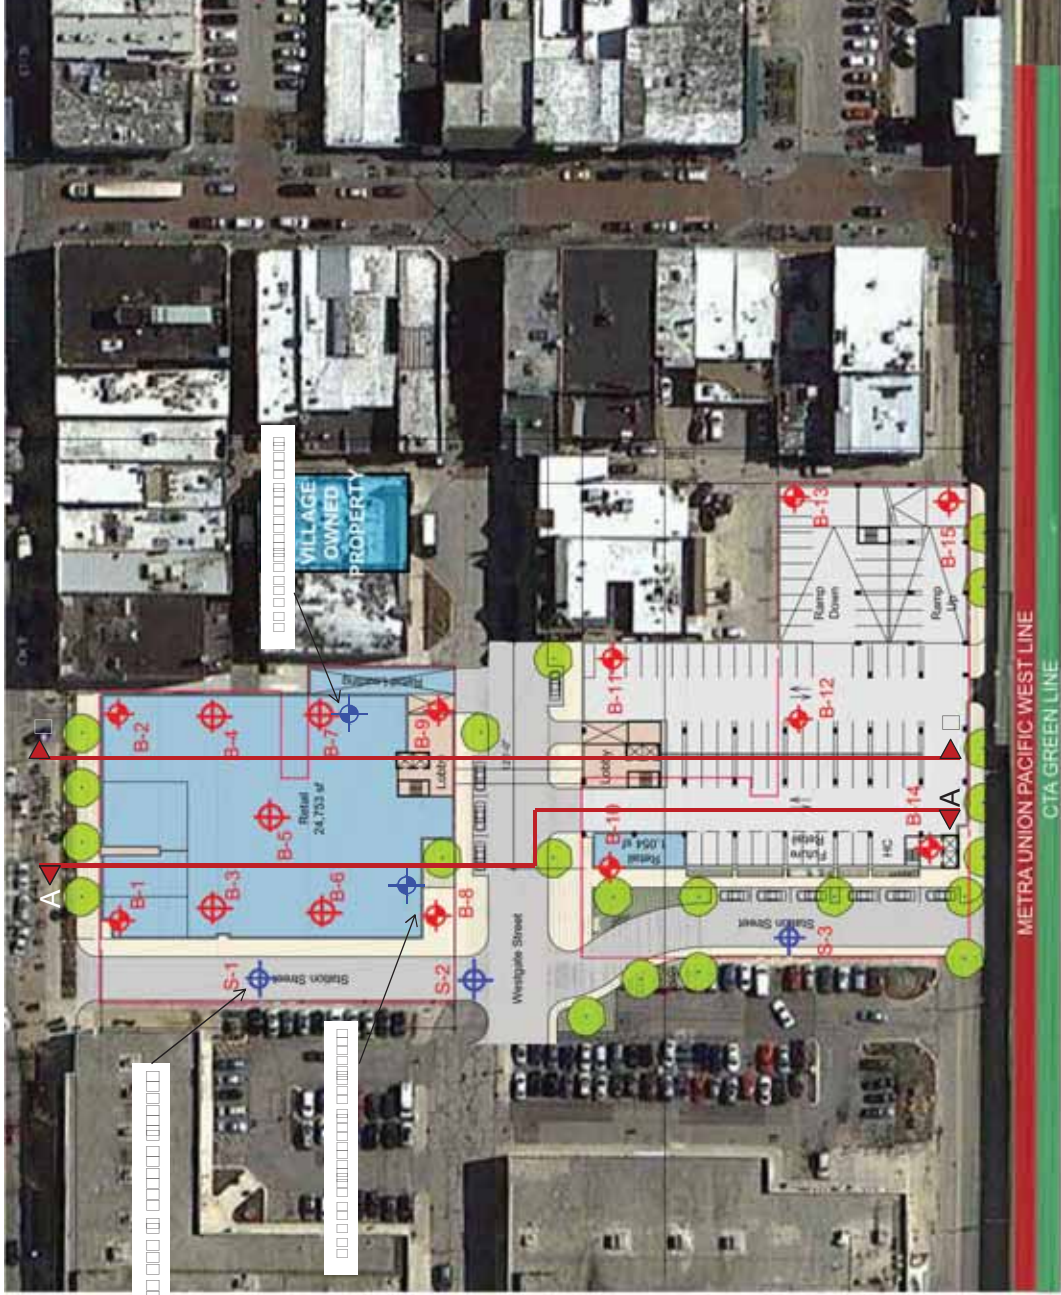 VILLAGE
OWNED
PROPERTY
Retail Loading
B-2
B-4
B-7
B-9
Lobby
B-5
Retail
24,753 sf
B-1
B-3
B-6
B-8
A
S-1
Station Street
S-2
Westgate Street
B-11
Lobby
B-12
B-13
B-15
Ramp
Down
Ramp
Up
B-10
Retail
1,054 sf
Future
Retail
HC
B-14
A
Station Street
S-3
METRA UNION PACIFIC WEST LINE
CTA GREEN LINE